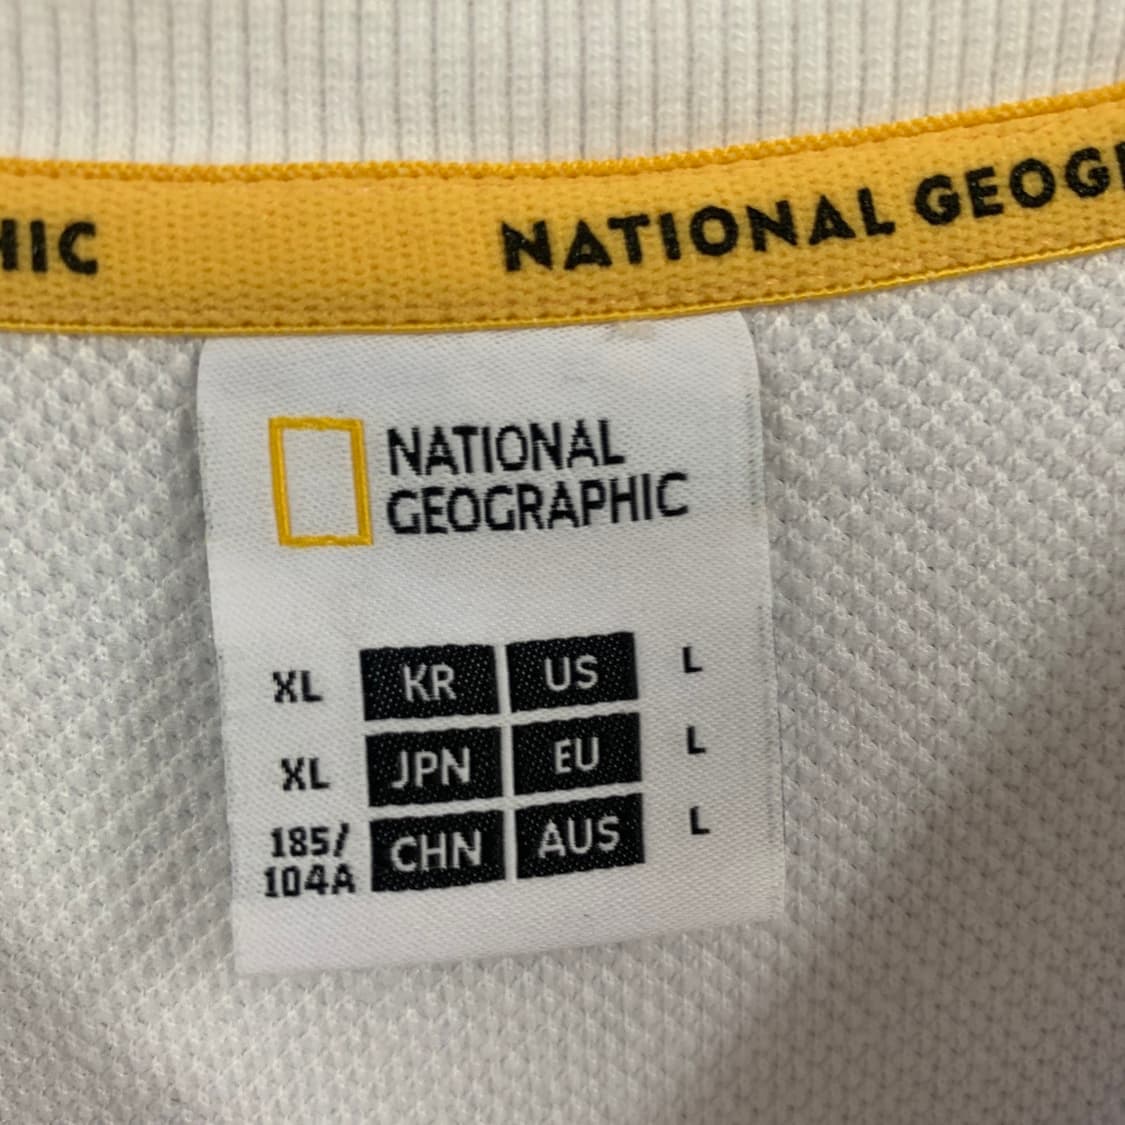 HIC NATIONAL GEOG
NATIONAL
GEOGRAPHIC
XL KR US L
XL JPN EU L
185/
104A CHN AUS L